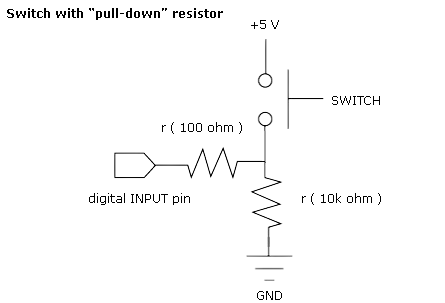 Switch with “pull-down” resistor
+5 V
SWITCH
r ( 100 ohm )
digital INPUT pin
r ( 10k ohm )
GND